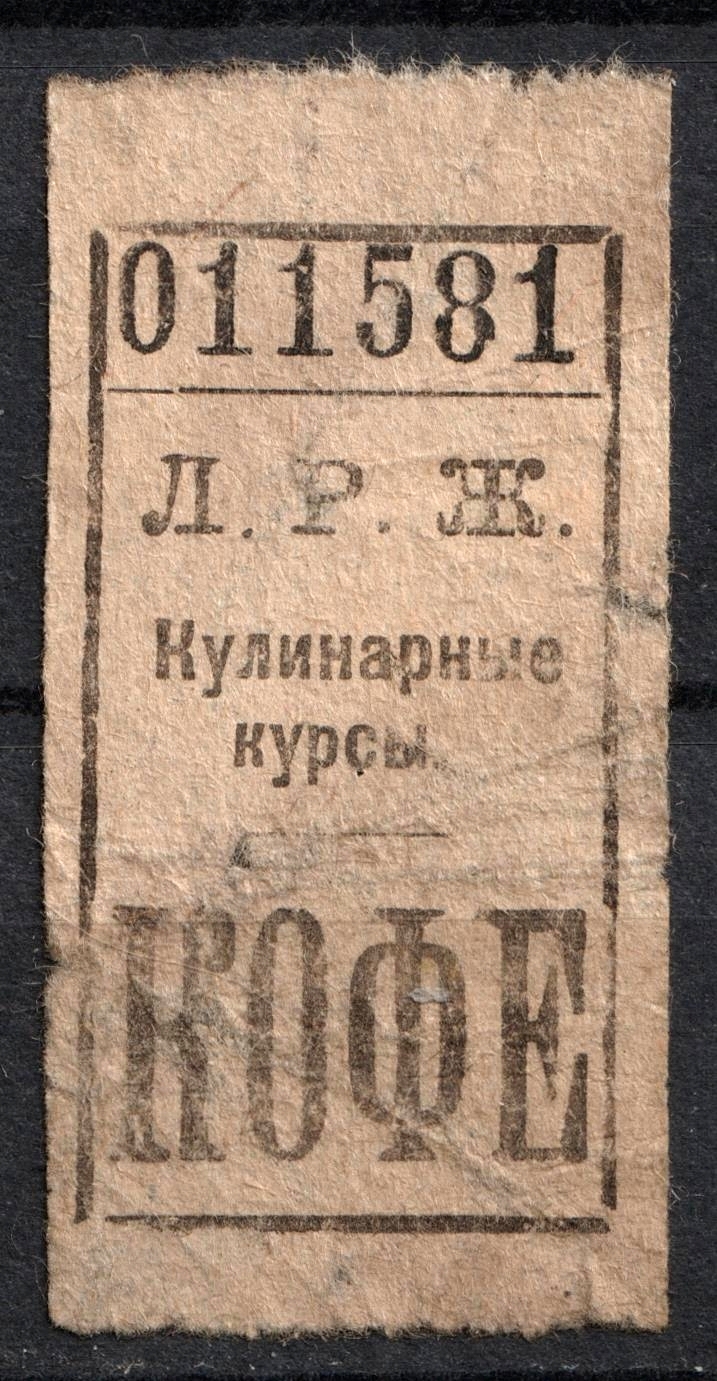 011581
Л. Р. Ж.
Кулинарные
курсы.
КОФЕ